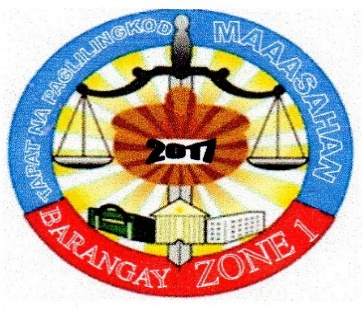 TAPAT NA PAGLILINGKOD MAAASAHAN
2017
BARANGAY ZONE 1